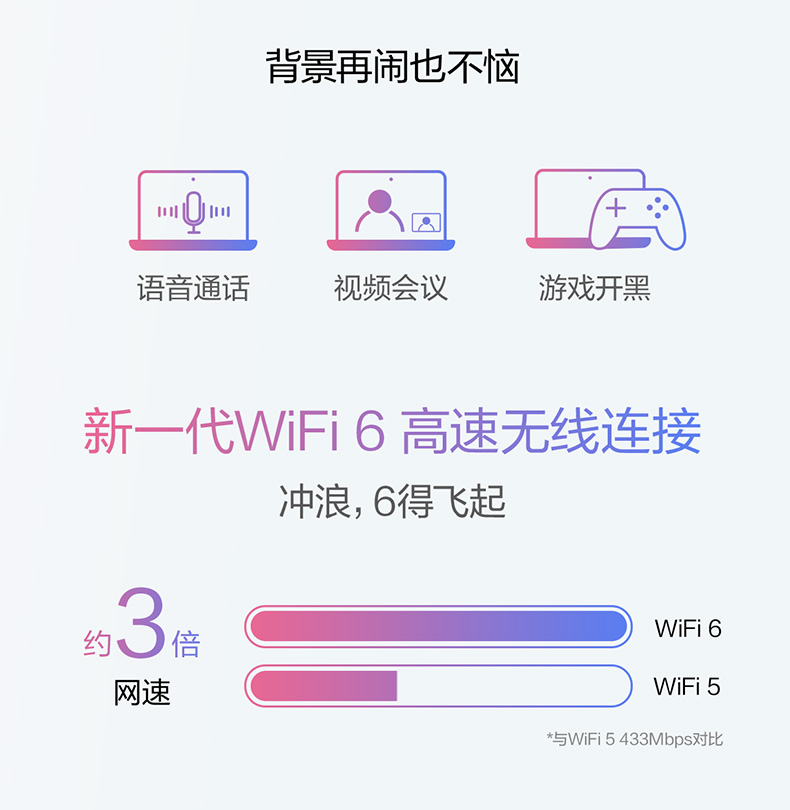 背景再闹也不恼
语音通话 视频会议 游戏开黑
新一代WiFi 6 高速无线连接
冲浪，6得飞起
约3倍
网速
WiFi 6
WiFi 5
*与WiFi 5 433Mbps对比